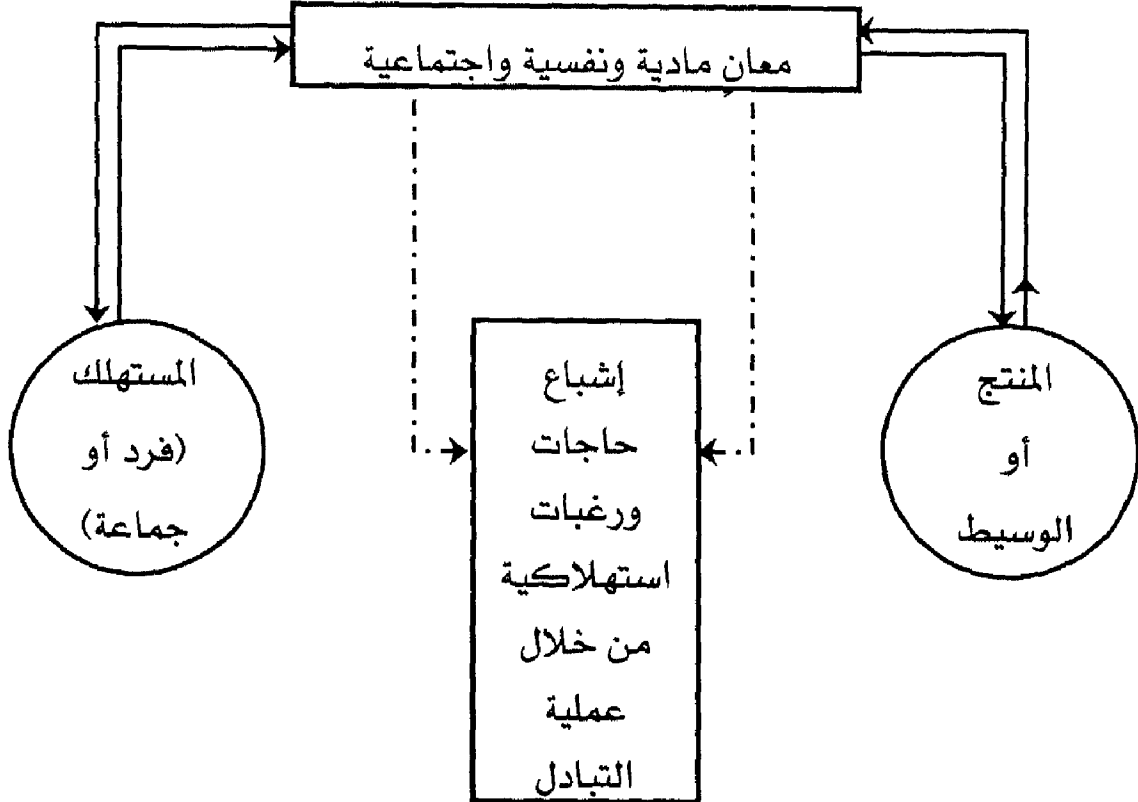 معان مادية ونفسية واجتماعية
المنتج
أو
الوسيط
إشباع
حاجات
ورغبات
استهلاكية
من خلال
عملية
التبادل
المستهلك
(فرد أو
جماعة)